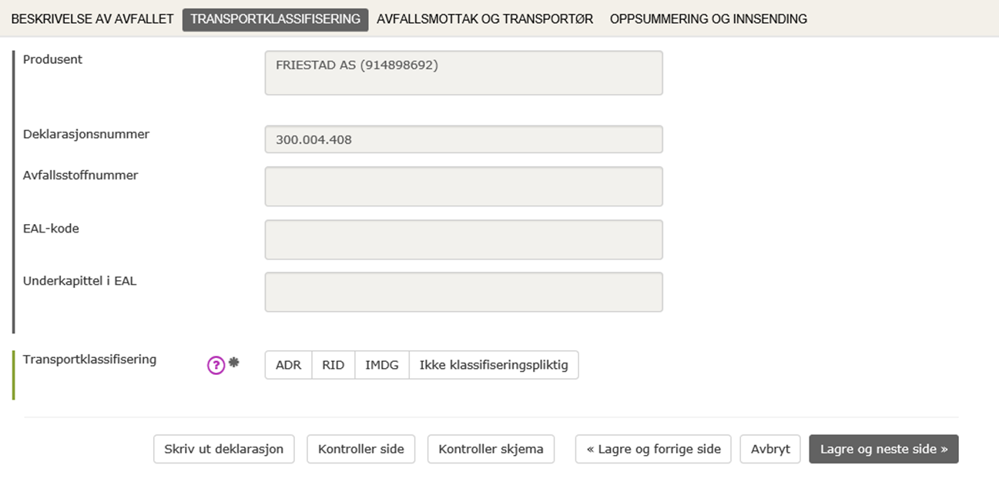 BESKRIVELSE AV AVFALLET TRANSPORTKLASSIFISERING AVFALLSMOTTAK OG TRANSPORTØR OPPSUMMERING OG INNSENDING
Produsent FRIESTAD AS (914898692)
Deklarasjonsnummer 300.004.408
Avfallsstoffnummer
EAL-kode
Underkapittel i EAL
Transportklassifisering ? * ADR RID IMDG Ikke klassifiseringspliktig
Skriv ut deklarasjon Kontroller side Kontroller skjema « Lagre og forrige side Avbryt Lagre og neste side »